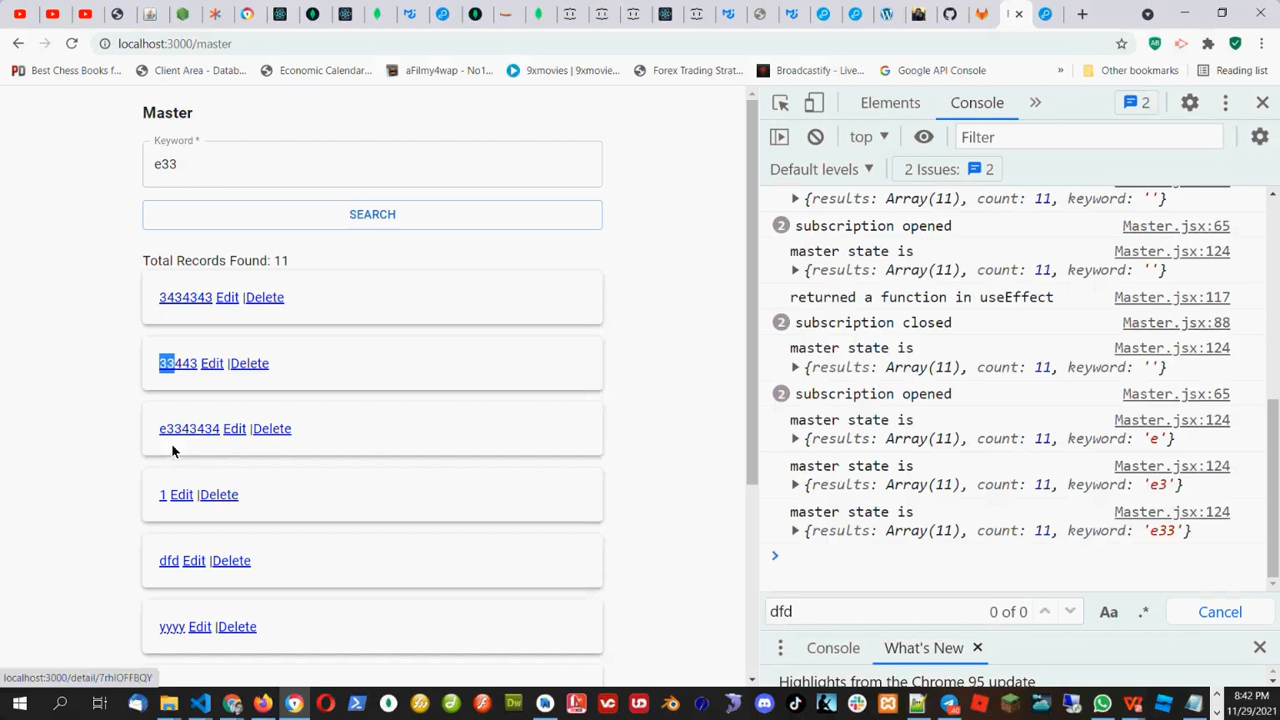 localhost:3000/master
Best Chess Books f...
Client Area - Datab...
Economic Calendar...
aFilmy4wap - No1...
9xmovies | 9xmovie...
Forex Trading Strat...
Broadcastify - Live...
Google API Console
»
Other bookmarks
Reading list
Master
Keyword *
e33
SEARCH
Total Records Found: 11
3434343 Edit |Delete
33443 Edit |Delete
e3343434 Edit |Delete
1 Edit |Delete
dfd Edit |Delete
yyyy Edit |Delete
localhost:3000/detail/7rhIOFFBQY
Elements
Console
»
2
top
Filter
Default levels
2 Issues: 2
{results: Array(11), count: 11, keyword: ''}
2 subscription opened Master.jsx:65
master state is Master.jsx:124
{results: Array(11), count: 11, keyword: ''}
returned a function in useEffect Master.jsx:117
2 subscription closed Master.jsx:88
master state is Master.jsx:124
{results: Array(11), count: 11, keyword: ''}
2 subscription opened Master.jsx:65
master state is Master.jsx:124
{results: Array(11), count: 11, keyword: 'e'}
master state is Master.jsx:124
{results: Array(11), count: 11, keyword: 'e3'}
master state is Master.jsx:124
{results: Array(11), count: 11, keyword: 'e33'}
dfd
0 of 0
Aa
.*
Cancel
Console
What's New
Highlights from the Chrome 95 update
8:42 PM
11/29/2021